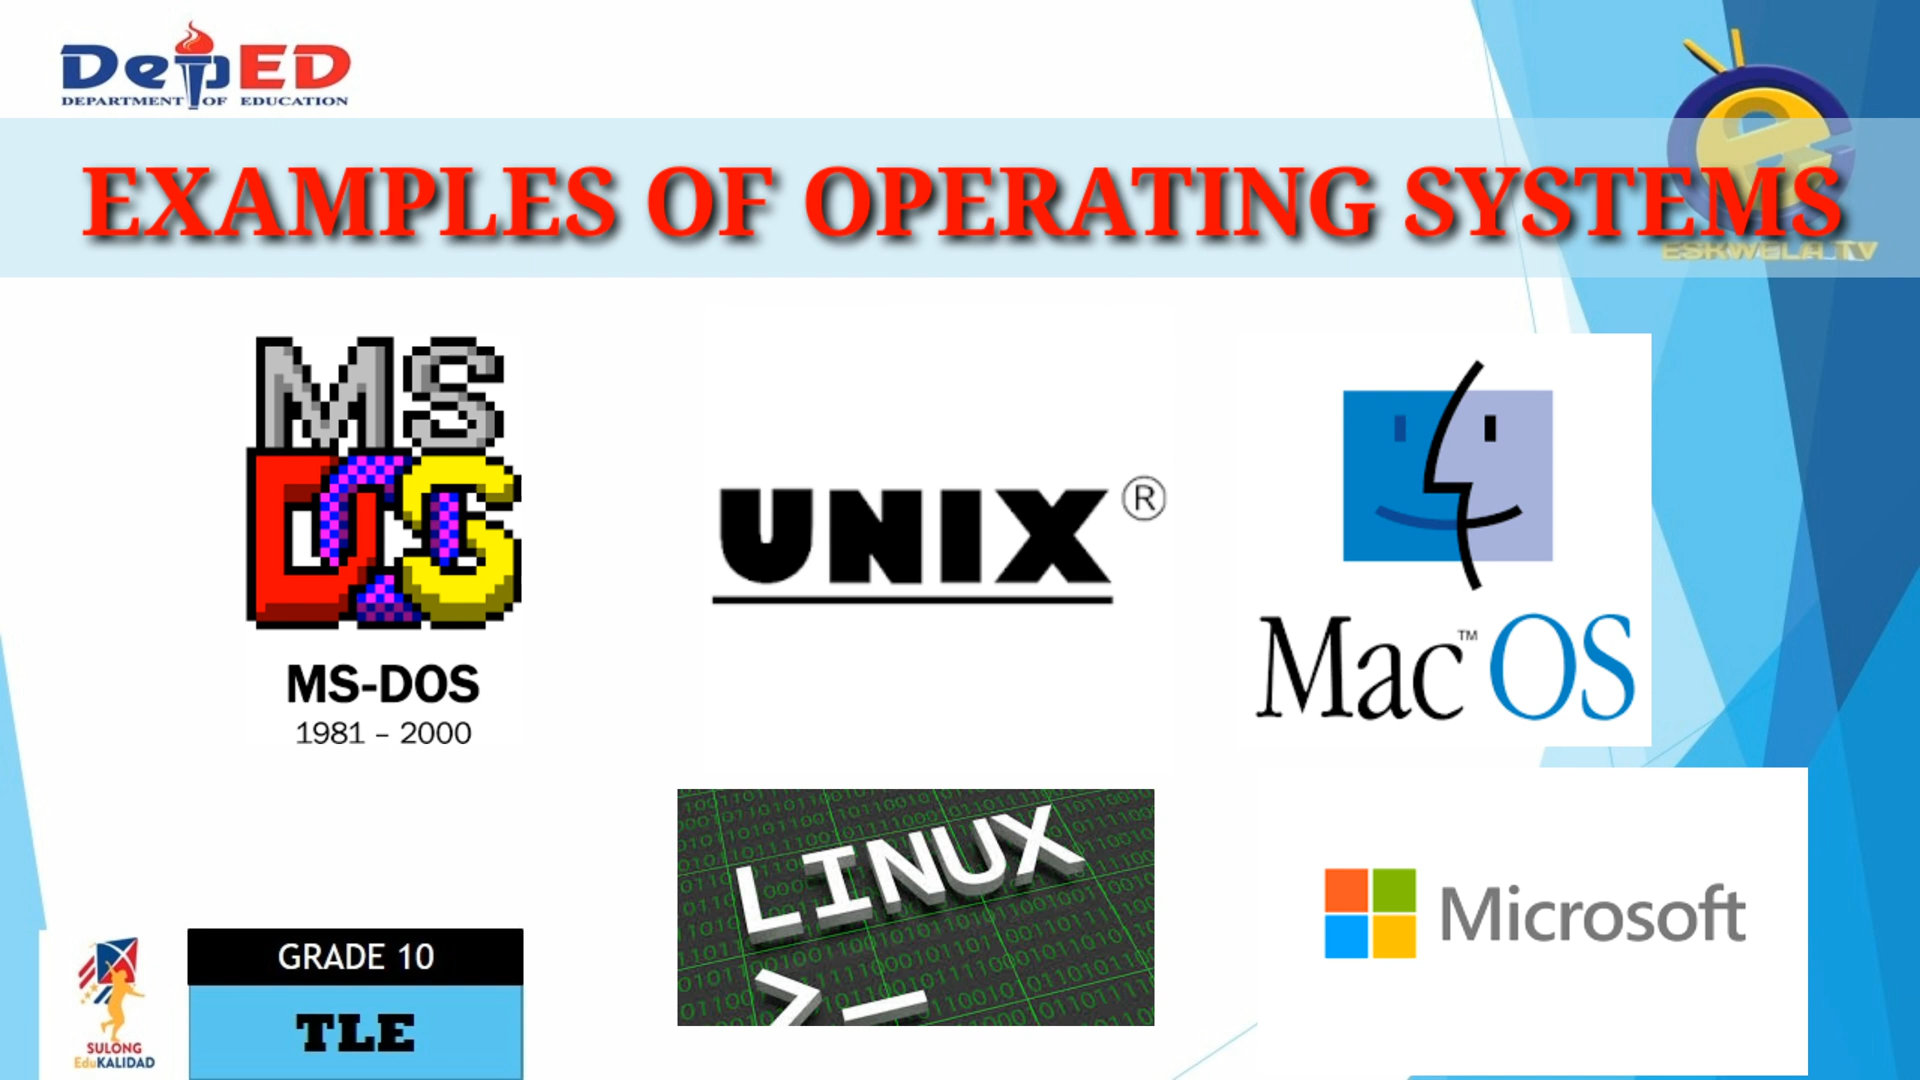 DepED
DEPARTMENT OF EDUCATION
EXAMPLES OF OPERATING SYSTEMS
ESKWELA TV
MS
DOS
MS-DOS
1981 – 2000
UNIX®
Mac™ OS
LINUX
>_
Microsoft
SULONG
EduKALIDAD
GRADE 10
TLE